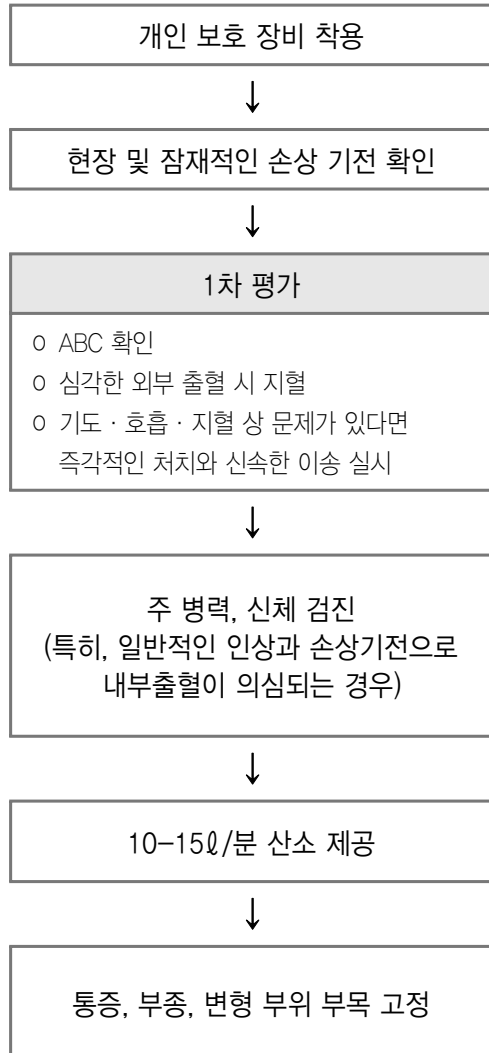 개인 보호 장비 착용
↓
현장 및 잠재적인 손상 기전 확인
↓
1차 평가
o ABC 확인
o 심각한 외부 출혈 시 지혈
o 기도 · 호흡 · 지혈 상 문제가 있다면
즉각적인 처치와 신속한 이송 실시
↓
주 병력, 신체 검진
(특히, 일반적인 인상과 손상기전으로
내부출혈이 의심되는 경우)
↓
10-15ℓ/분 산소 제공
↓
통증, 부종, 변형 부위 부목 고정